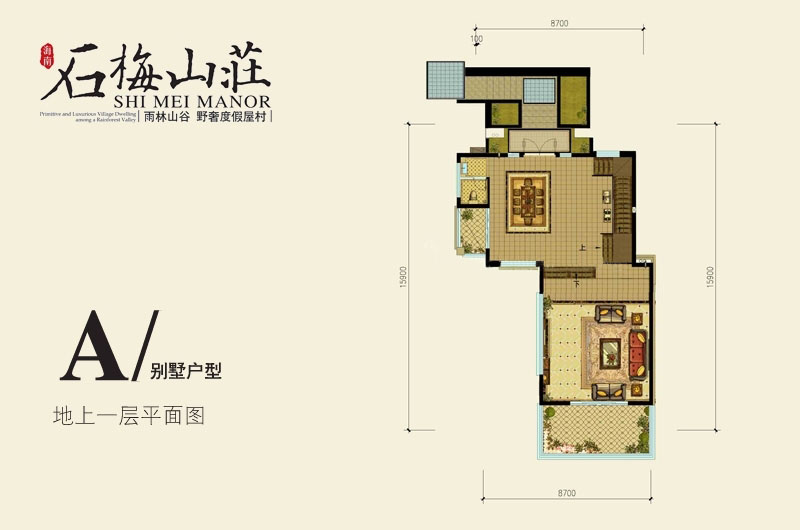 海南
石梅山莊
SHI MEI MANOR
Primitive and Luxurious Village Dwelling
among a Rainforest Valley
雨林山谷 野奢度假屋村
A/别墅户型
地上一层平面图
8700
100
15900
15900
上
下
8700